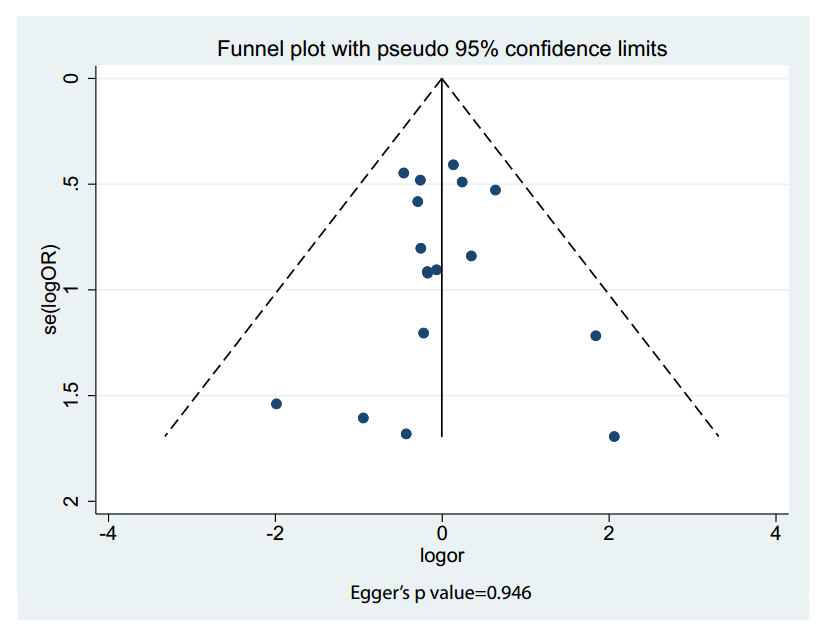 Funnel plot with pseudo 95% confidence limits
0
.5
1
1.5
2
se(logOR)
-4
-2
0
2
4
logor
Egger’s p value=0.946